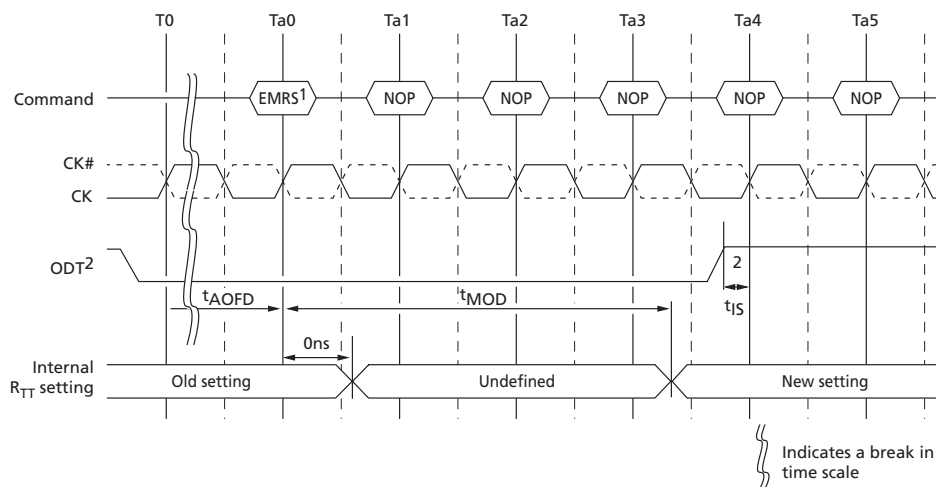 T0 Ta0 Ta1 Ta2 Ta3 Ta4 Ta5
Command EMRS1 NOP NOP NOP NOP NOP
CK#
CK
ODT2
2
tAOFD tMOD tIS
0ns
Internal
RTT setting Old setting Undefined New setting
Indicates a break in
time scale